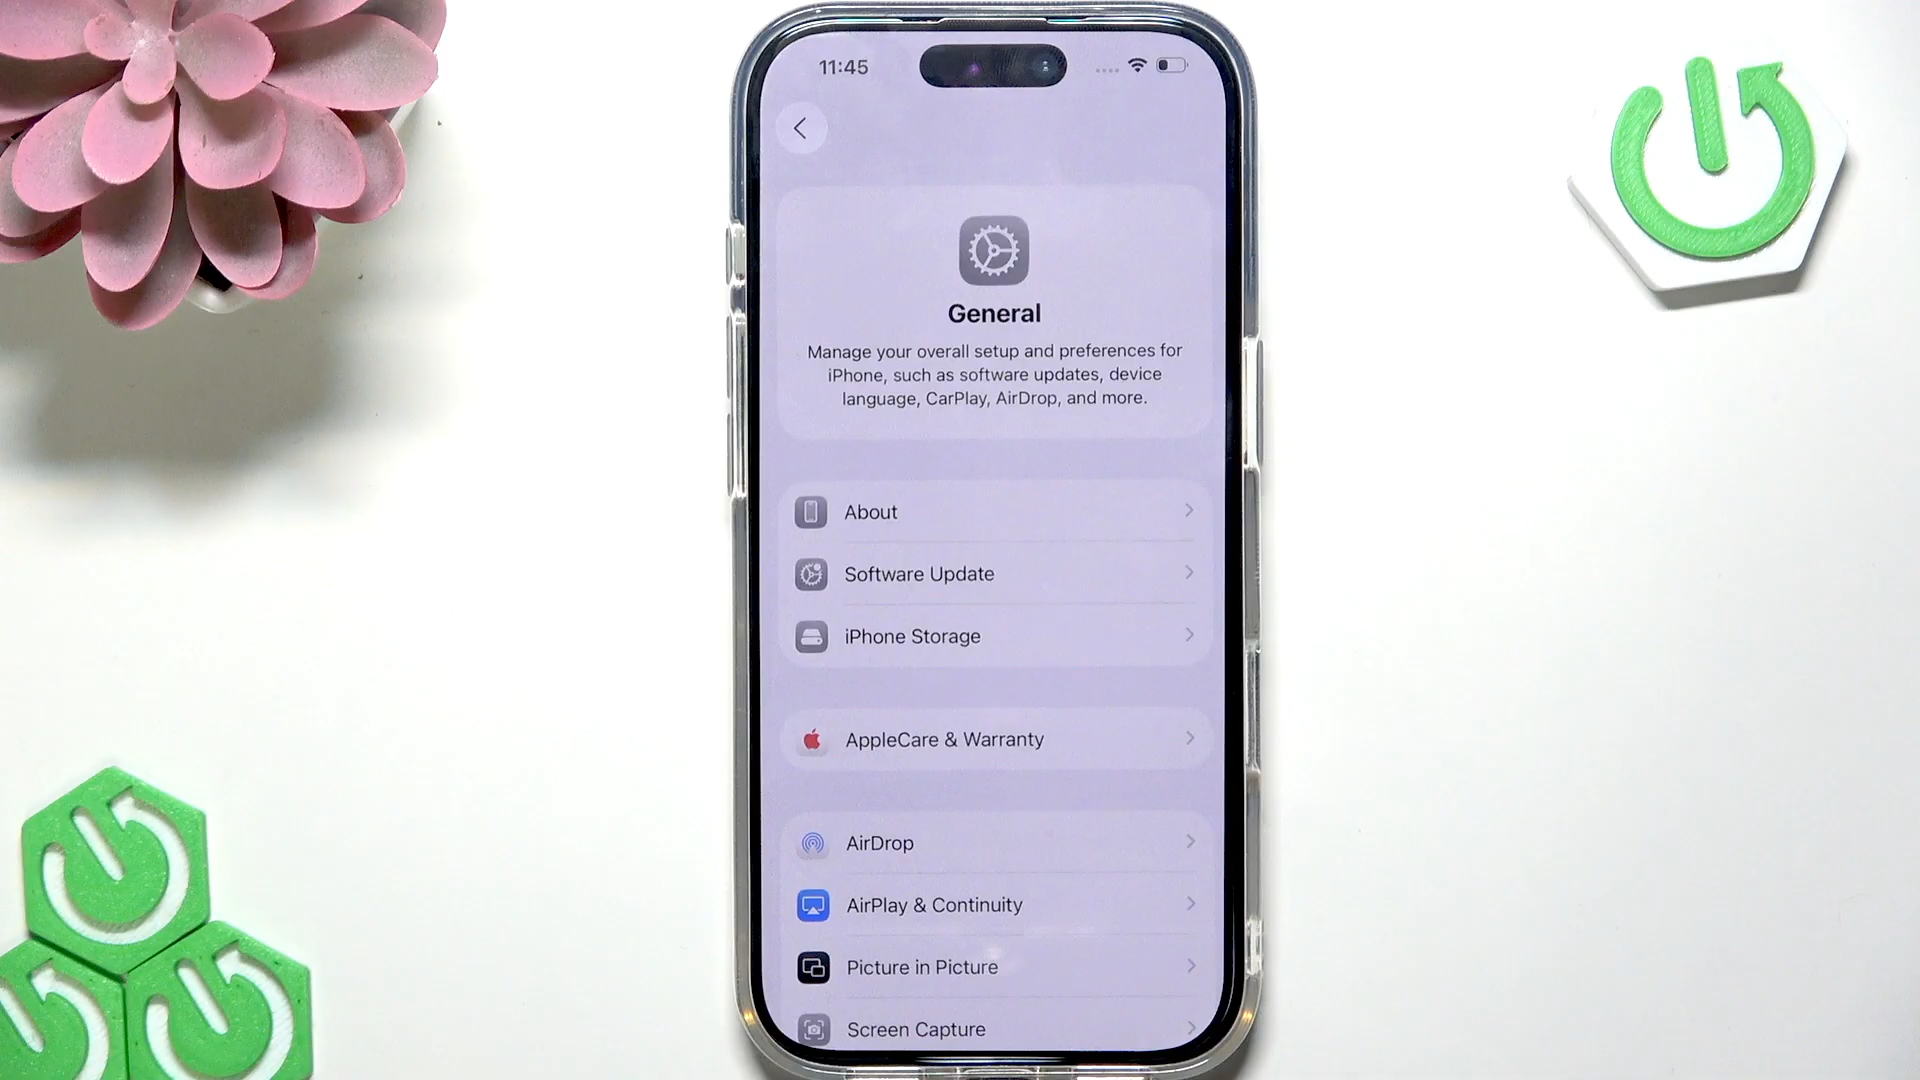 11:45
General
Manage your overall setup and preferences for
iPhone, such as software updates, device
language, CarPlay, AirDrop, and more.
About
Software Update
iPhone Storage
AppleCare & Warranty
AirDrop
AirPlay & Continuity
Picture in Picture
Screen Capture